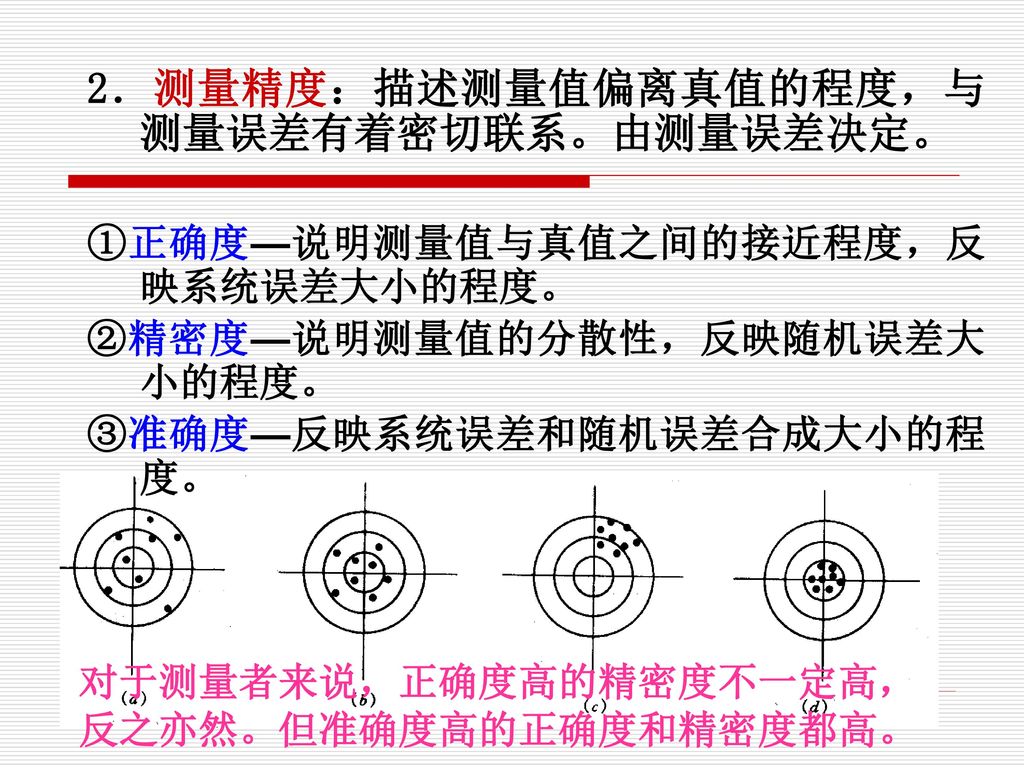 2．测量精度：描述测量值偏离真值的程度，与
测量误差有着密切联系。由测量误差决定。
①正确度—说明测量值与真值之间的接近程度，反
映系统误差大小的程度。
②精密度—说明测量值的分散性，反映随机误差大
小的程度。
③准确度—反映系统误差和随机误差合成大小的程
度。
(a) (b) (c) (d)
对于测量者来说，正确度高的精密度不一定高，
反之亦然。但准确度高的正确度和精密度都高。